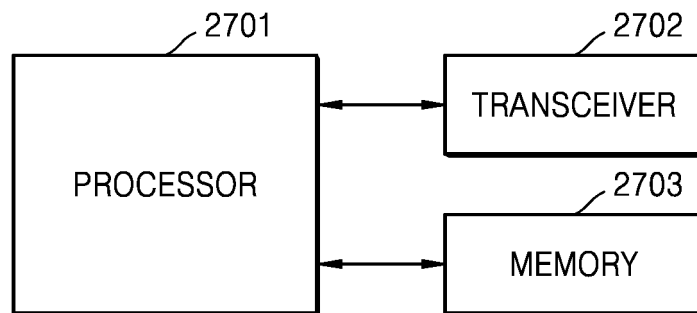 2701
PROCESSOR
2702
TRANSCEIVER
2703
MEMORY